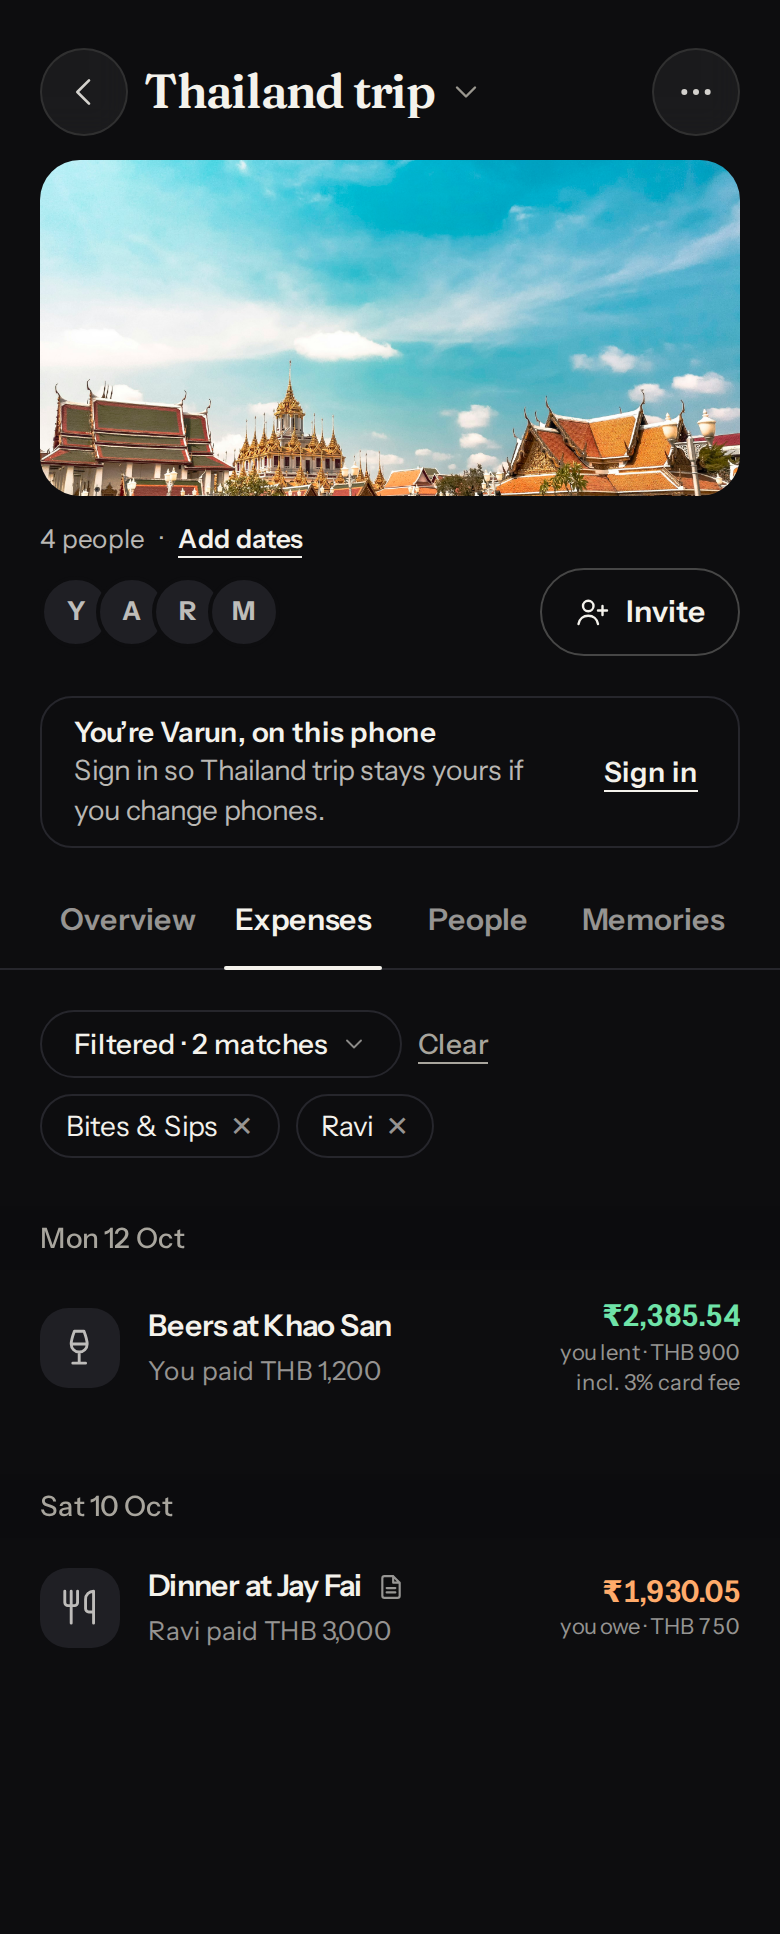 Thailand trip
4 people · Add dates
Y A R M
Invite
You’re Varun, on this phone
Sign in so Thailand trip stays yours if
you change phones.
Sign in
Overview Expenses People Memories
Filtered · 2 matches Clear
Bites & Sips ✕ Ravi ✕
Mon 12 Oct
Beers at Khao San
You paid THB 1,200
₹2,385.54
you lent · THB 900
incl. 3% card fee
Sat 10 Oct
Dinner at Jay Fai
Ravi paid THB 3,000
₹1,930.05
you owe · THB 750